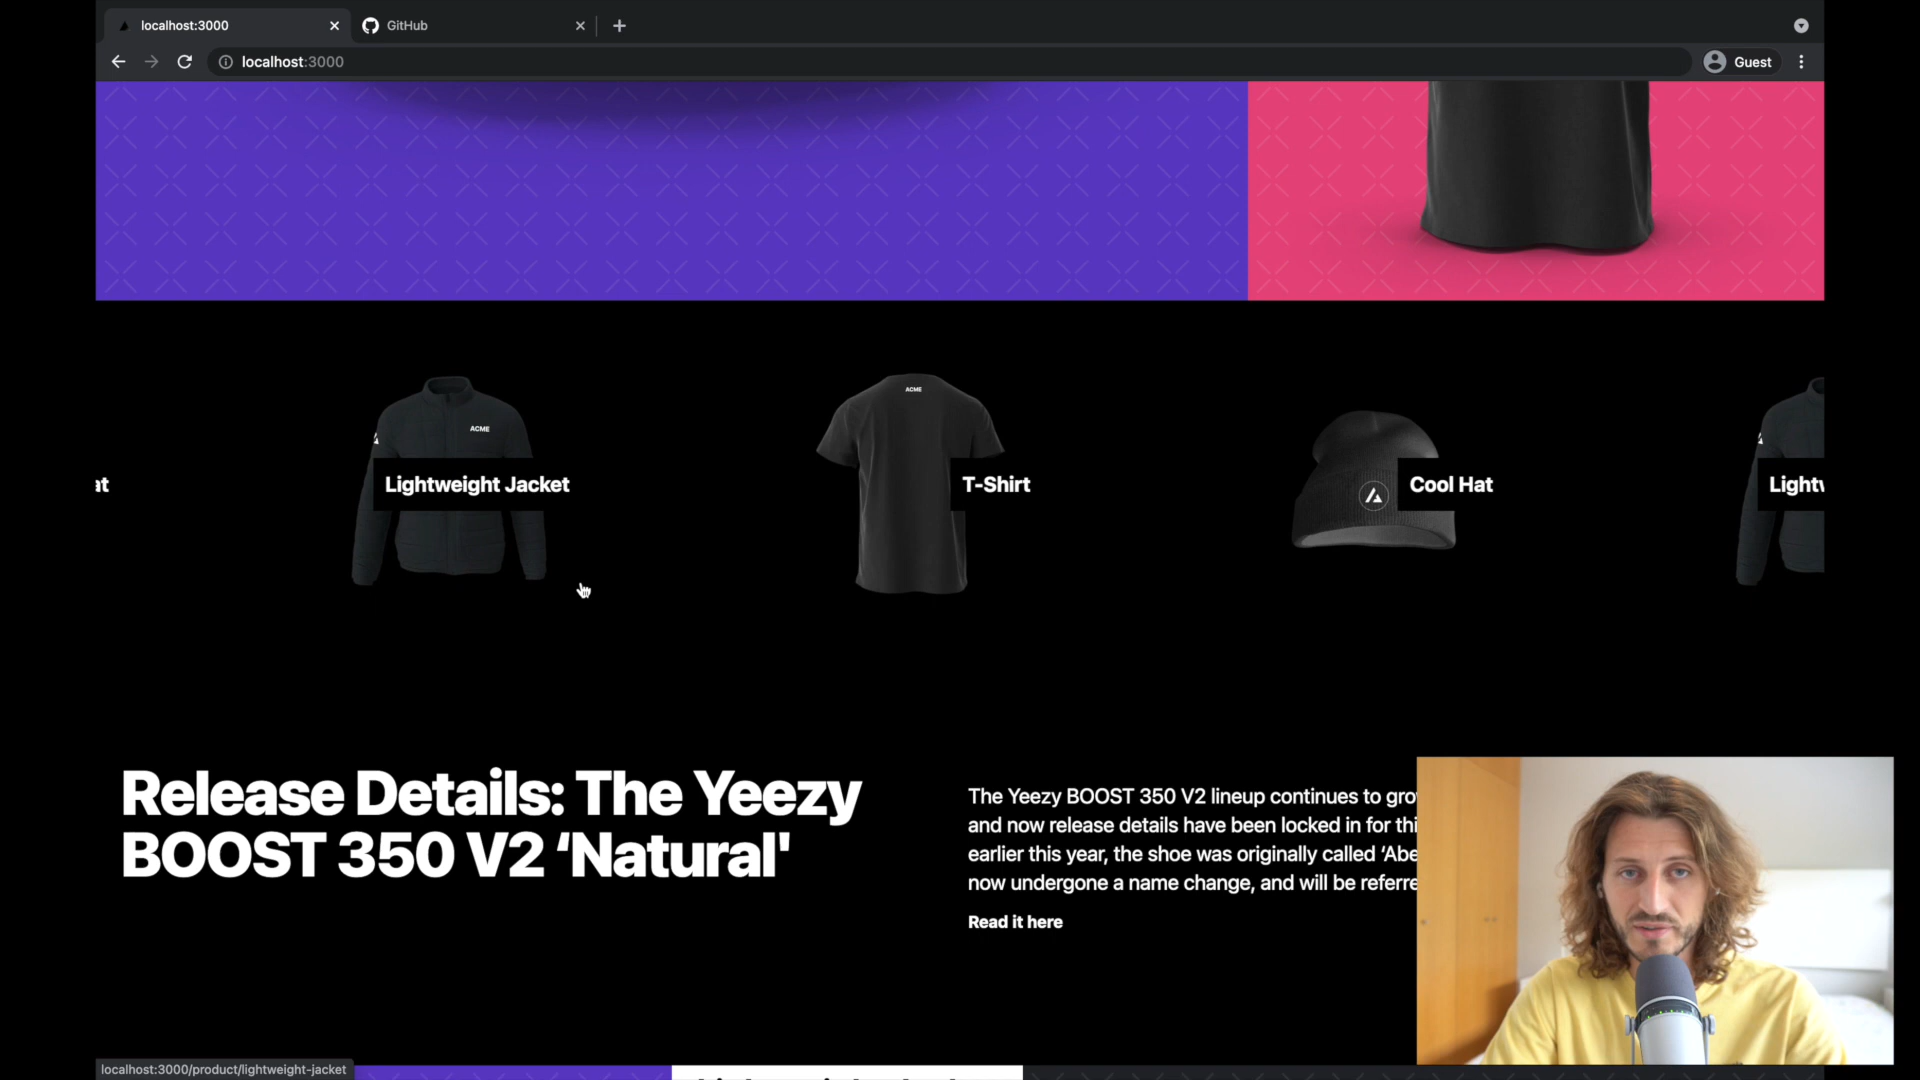 localhost:3000
GitHub
localhost:3000
Guest
ACME
ACME
at
Lightweight Jacket
T-Shirt
Cool Hat
Lightw
Release Details: The Yeezy
BOOST 350 V2 ‘Natural'
The Yeezy BOOST 350 V2 lineup continues to gro
and now release details have been locked in for thi
earlier this year, the shoe was originally called ‘Abe
now undergone a name change, and will be referre
Read it here
localhost:3000/product/lightweight-jacket